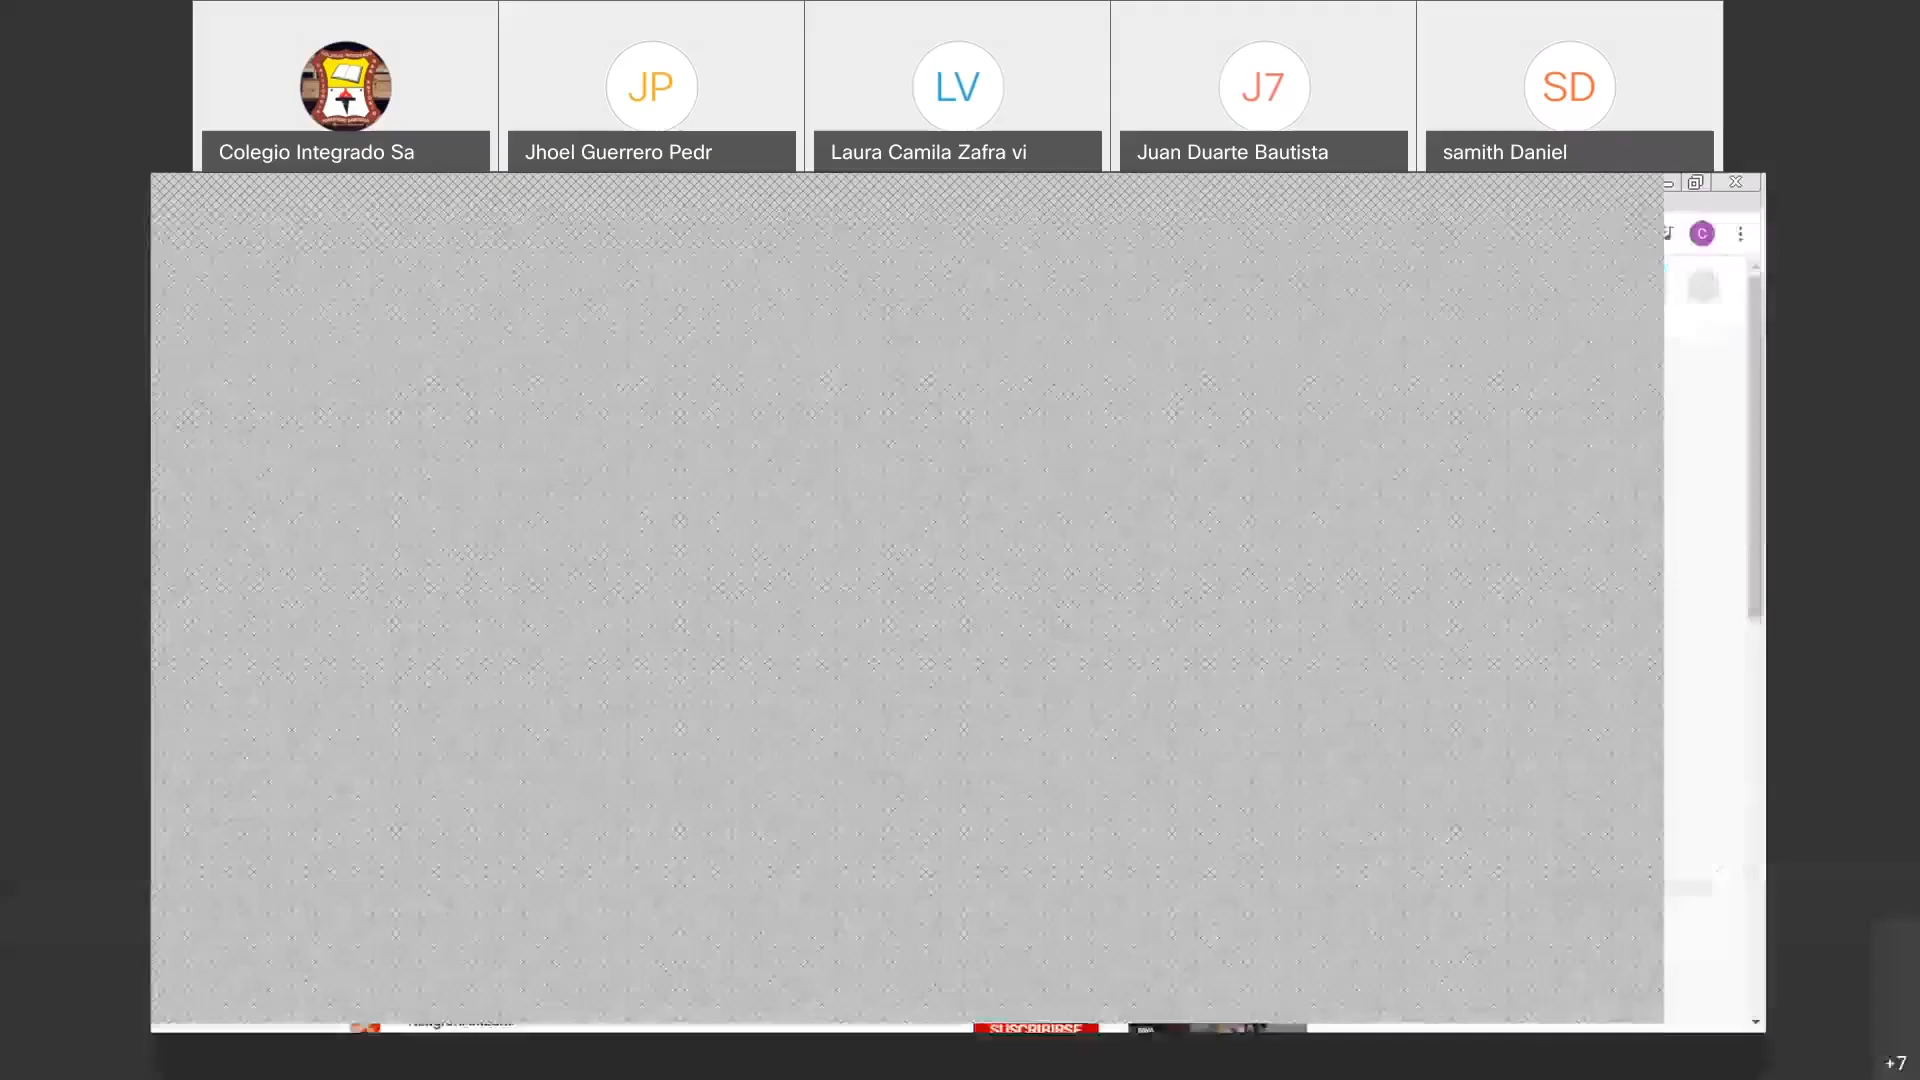 JP
LV
J7
SD
Colegio Integrado Sa
Jhoel Guerrero Pedr
Laura Camila Zafra vi
Juan Duarte Bautista
samith Daniel
C
SUSCRIBIRSE
+7